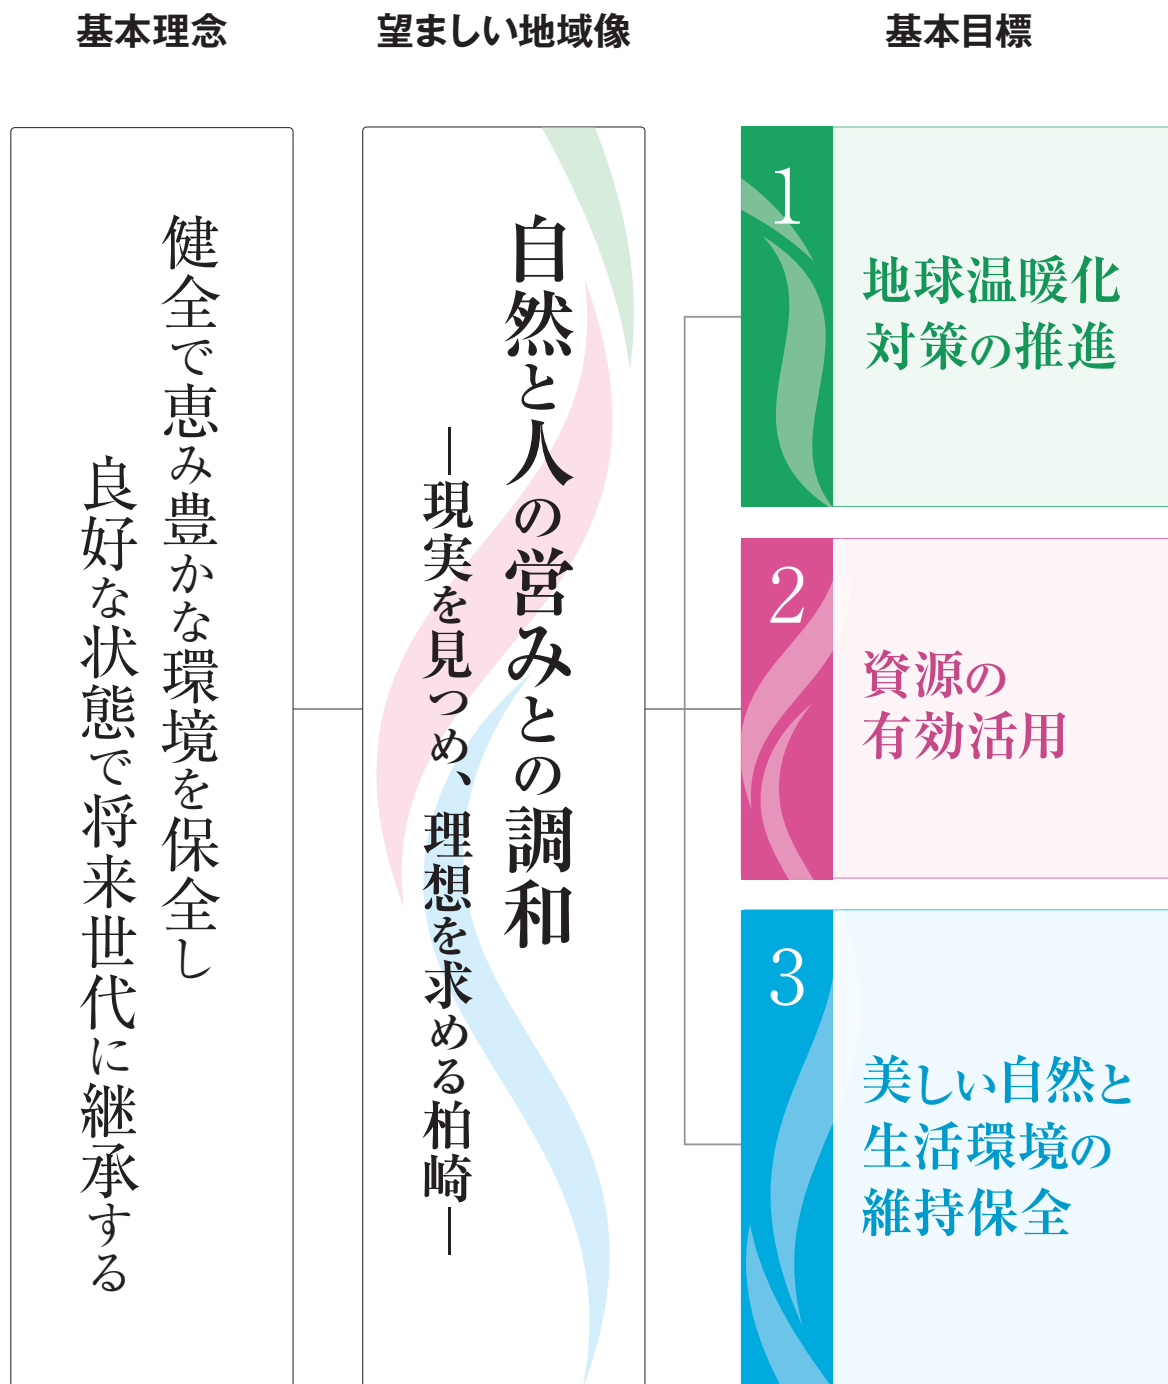 基本理念
望ましい地域像
基本目標
健全で恵み豊かな環境を保全し
良好な状態で将来世代に継承する
自然と人の営みとの調和
―現実を見つめ、理想を求める柏崎―
1
地球温暖化
対策の推進
2
資源の
有効活用
3
美しい自然と
生活環境の
維持保全